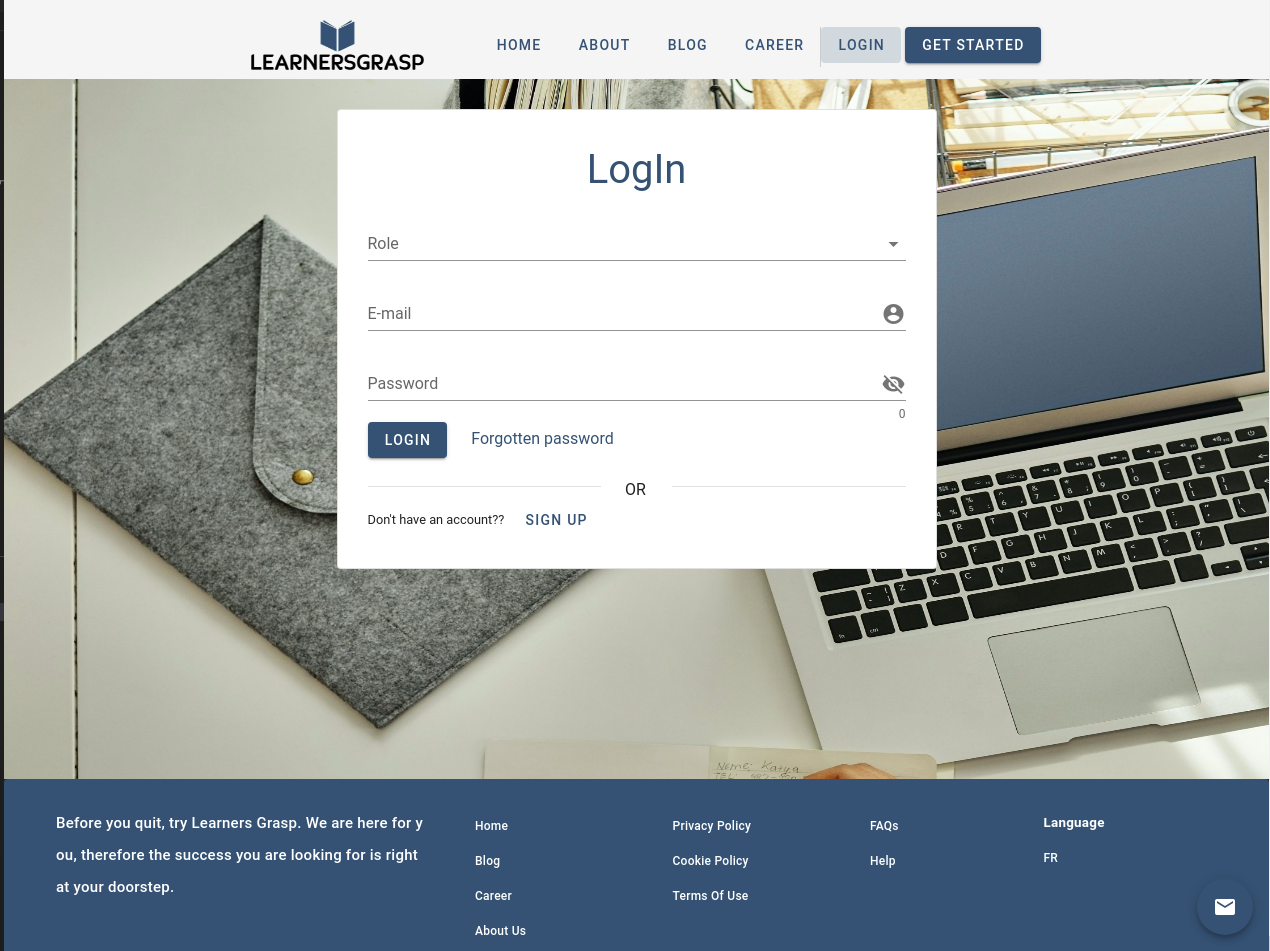 LEARNERSGRASP
HOME ABOUT BLOG CAREER LOGIN GET STARTED
LogIn
Role
E-mail
Password
0
LOGIN Forgotten password
OR
Don't have an account?? SIGN UP
Name: Katya
Before you quit, try Learners Grasp. We are here for y
ou, therefore the success you are looking for is right
at your doorstep.
Home
Blog
Career
About Us
Privacy Policy
Cookie Policy
Terms Of Use
FAQs
Help
Language
FR